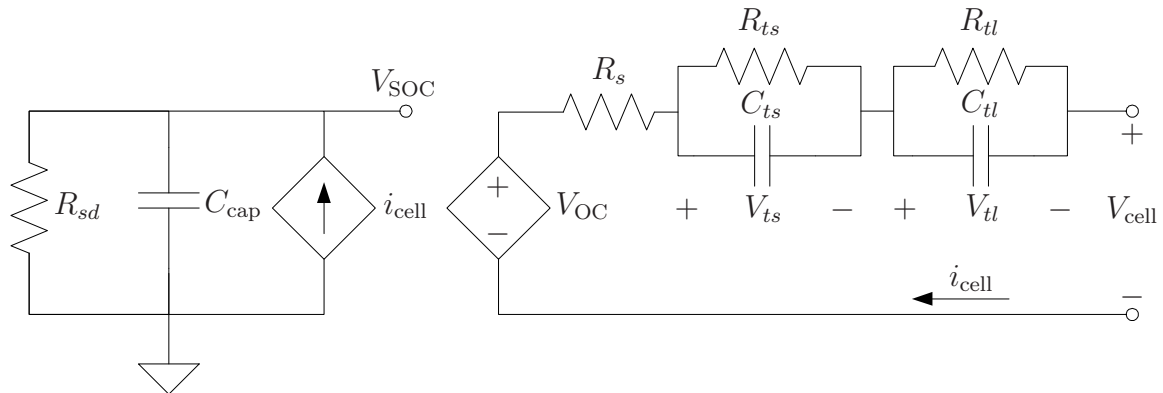 R_ts
R_tl
R_s
C_ts
C_tl
V_SOC
+
R_sd
C_cap
i_cell
+
−
V_OC
+ V_ts −
+ V_tl −
V_cell
i_cell
−